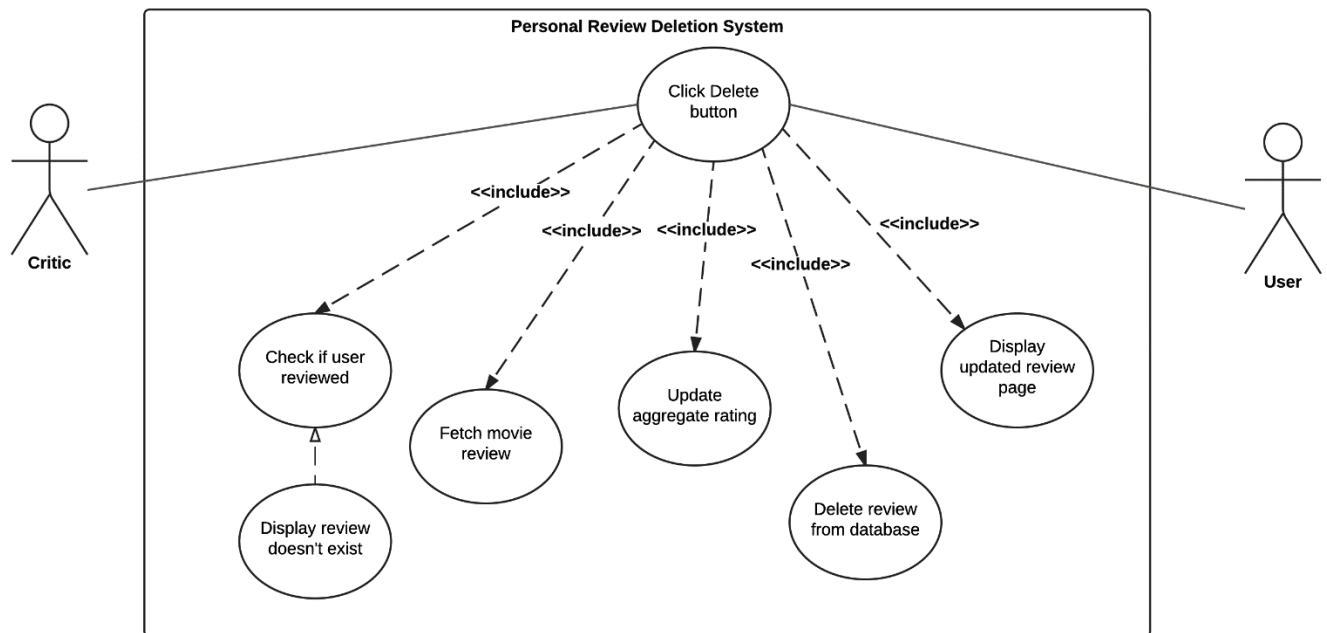 Personal Review Deletion System
Click Delete
button
<<include>>
<<include>>
<<include>>
<<include>>
<<include>>
Critic
User
Check if user
reviewed
Fetch movie
review
Update
aggregate rating
Display
updated review
page
Display review
doesn't exist
Delete review
from database